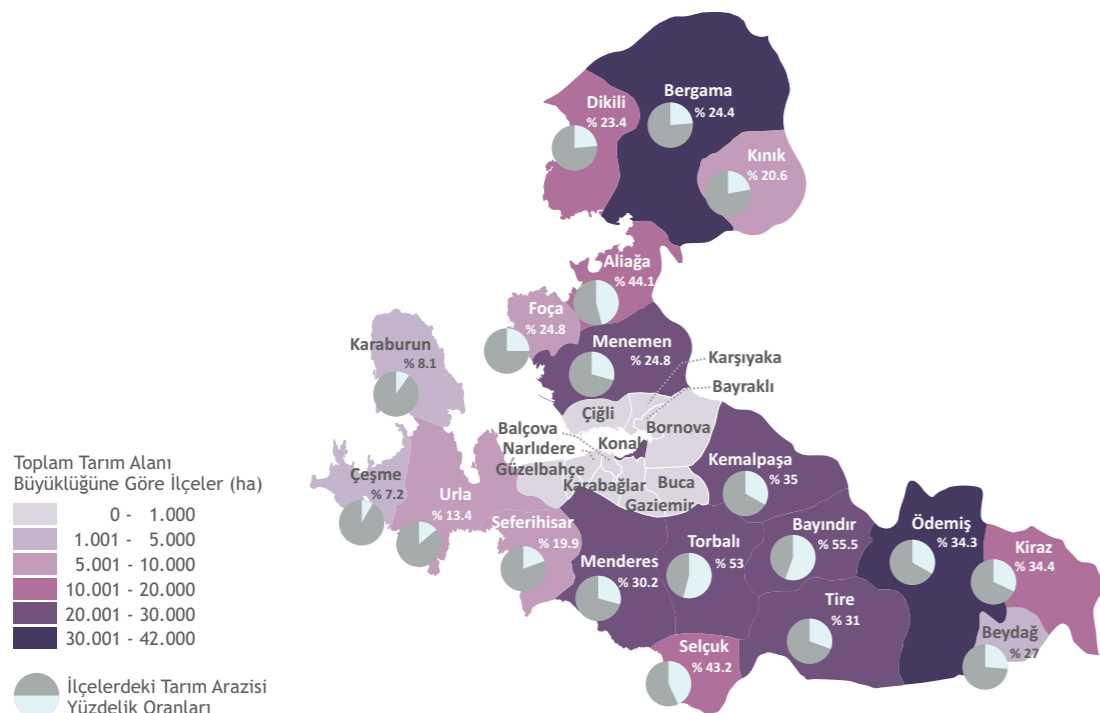 Bergama
% 24.4
Dikili
% 23.4
Kınık
% 20.6
Aliağa
% 44.1
Foça
% 24.8
Menemen
% 24.8
Karaburun
% 8.1
Karşıyaka
Bayraklı
Çiğli
Bornova
Balçova
Konak
Narlıdere
Güzelbahçe
Karabağlar
Buca
Gaziemir
Kemalpaşa
% 35
Çeşme
% 7.2
Urla
% 13.4
Seferihisar
% 19.9
Menderes
% 30.2
Torbalı
% 53
Bayındır
% 55.5
Ödemiş
% 34.3
Kiraz
% 34.4
Tire
% 31
Beydağ
% 27
Selçuk
% 43.2
Toplam Tarım Alanı
Büyüklüğüne Göre İlçeler (ha)
0 - 1.000
1.001 - 5.000
5.001 - 10.000
10.001 - 20.000
20.001 - 30.000
30.001 - 42.000
İlçelerdeki Tarım Arazisi
Yüzdelik Oranları